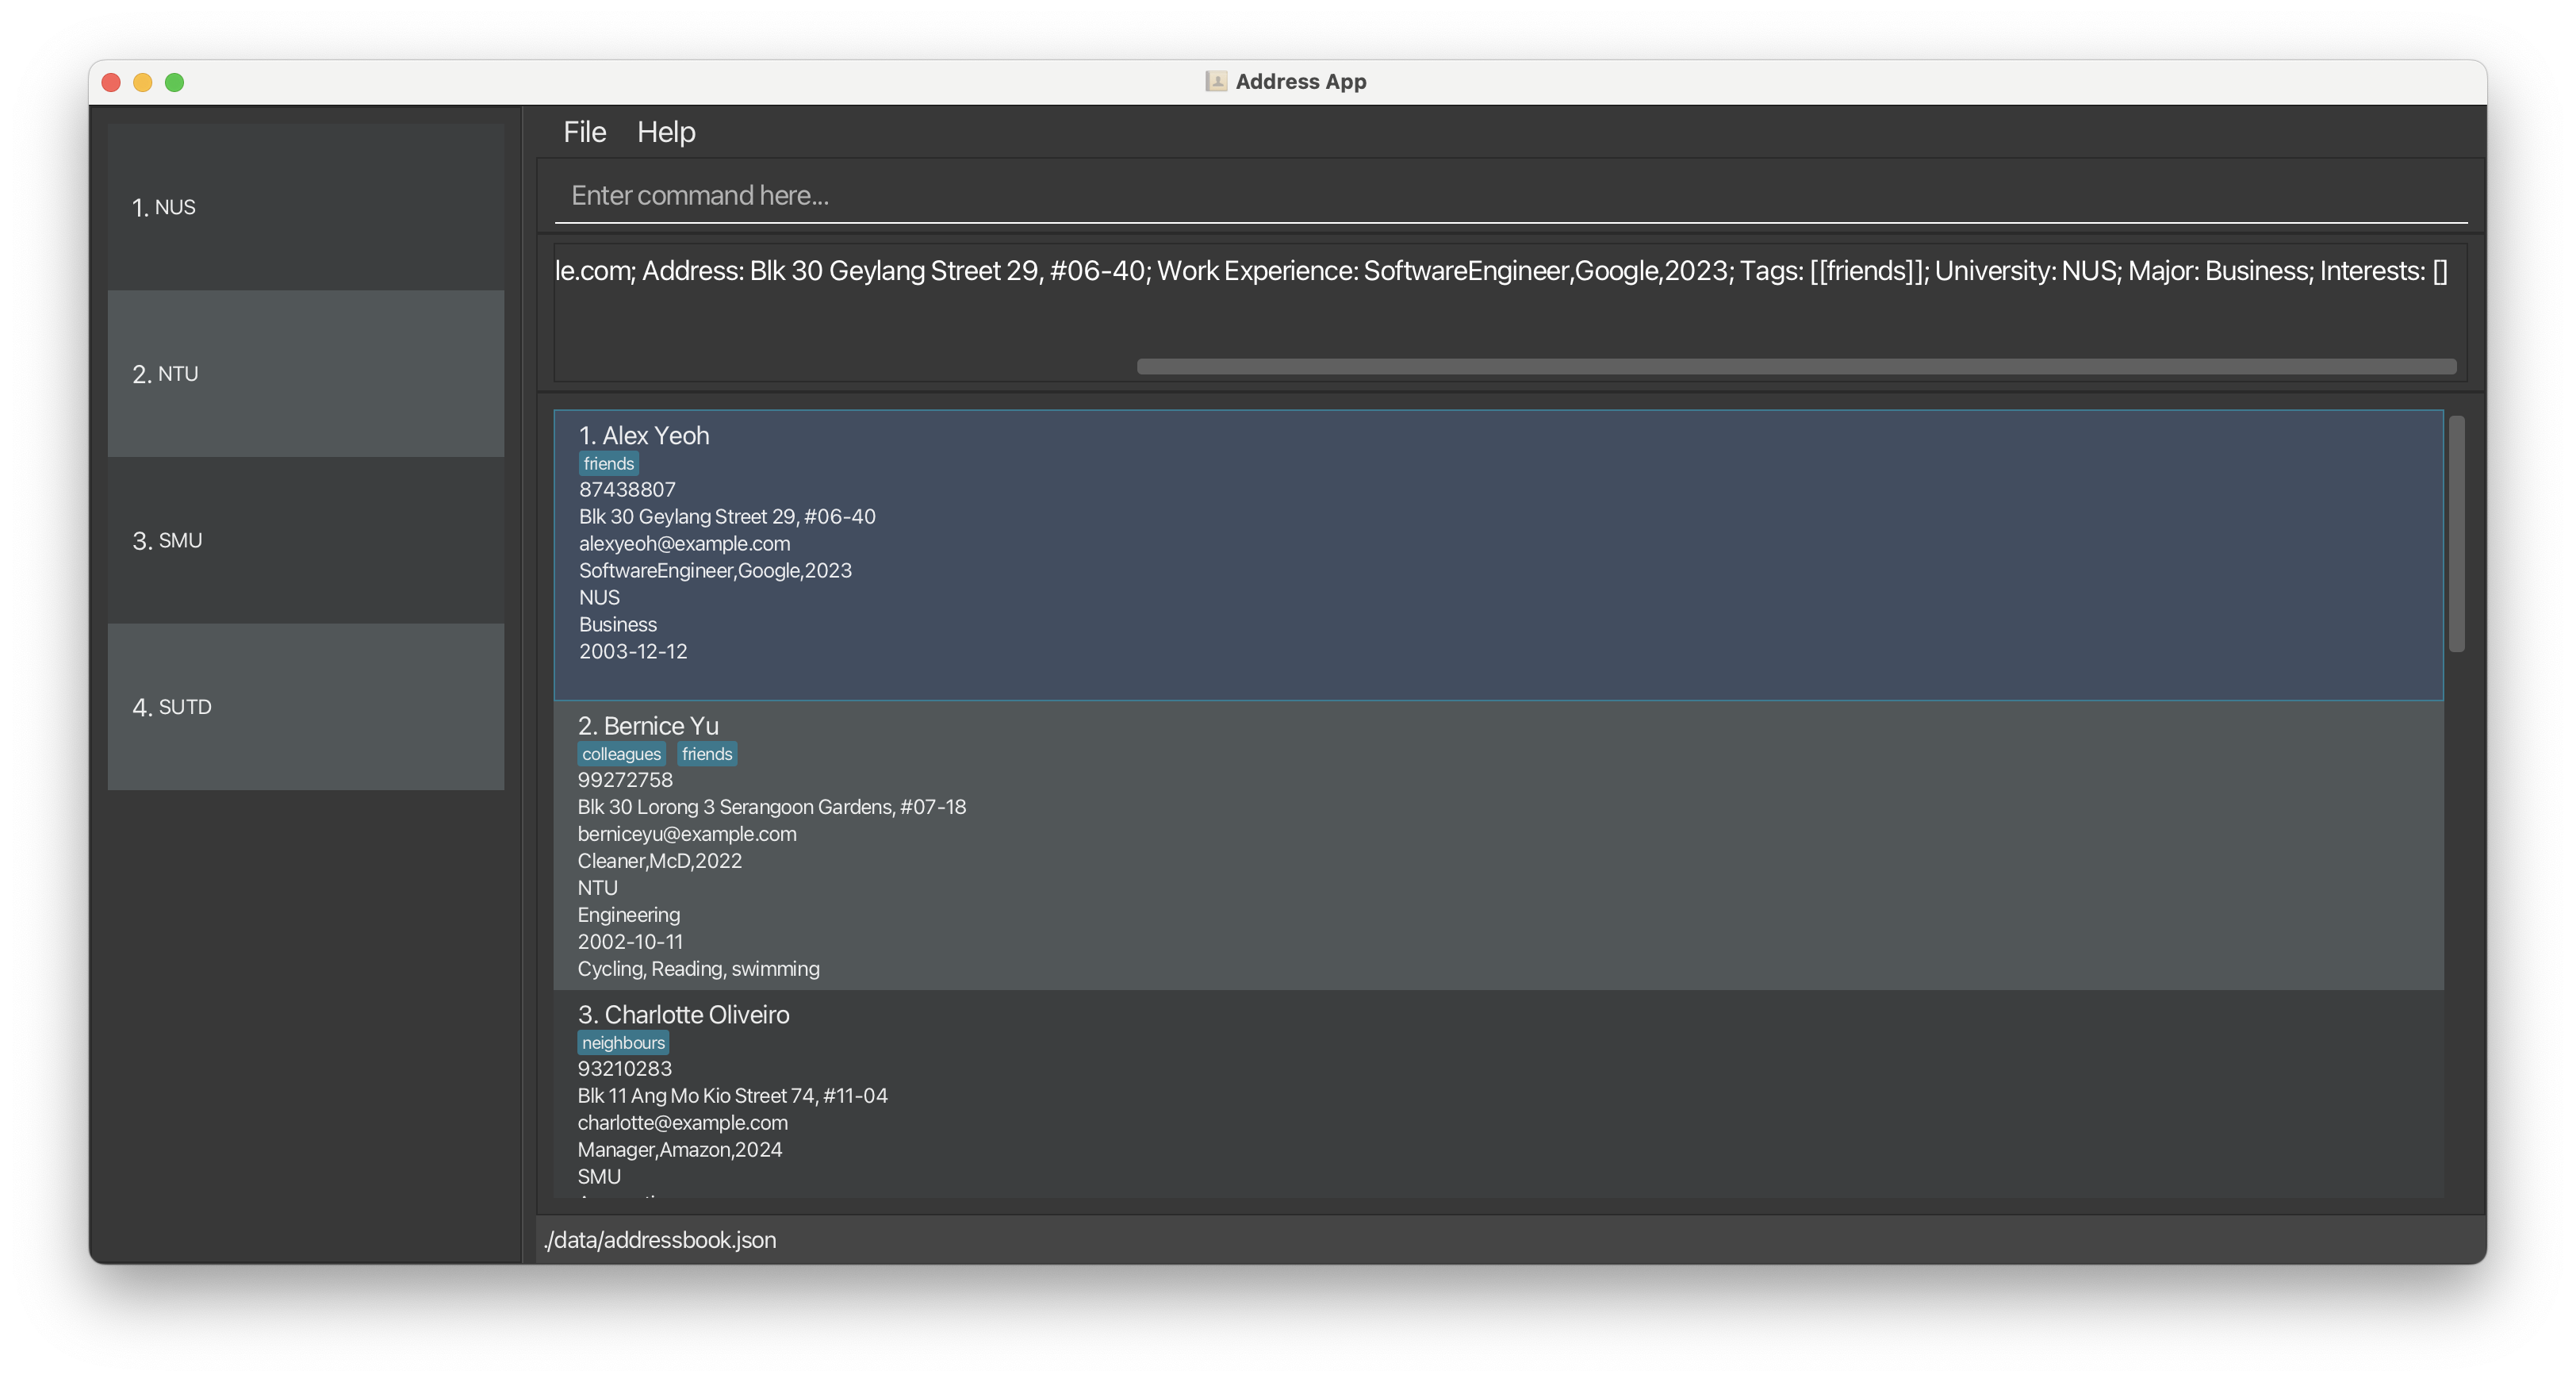 Address App
1. NUS
2. NTU
3. SMU
4. SUTD
File Help
Enter command here...
le.com; Address: Blk 30 Geylang Street 29, #06-40; Work Experience: SoftwareEngineer,Google,2023; Tags: [[friends]]; University: NUS; Major: Business; Interests: []
1. Alex Yeoh
friends
87438807
Blk 30 Geylang Street 29, #06-40
alexyeoh@example.com
SoftwareEngineer,Google,2023
NUS
Business
2003-12-12
2. Bernice Yu
colleagues friends
99272758
Blk 30 Lorong 3 Serangoon Gardens, #07-18
berniceyu@example.com
Cleaner,McD,2022
NTU
Engineering
2002-10-11
Cycling, Reading, swimming
3. Charlotte Oliveiro
neighbours
93210283
Blk 11 Ang Mo Kio Street 74, #11-04
charlotte@example.com
Manager,Amazon,2024
SMU
./data/addressbook.json